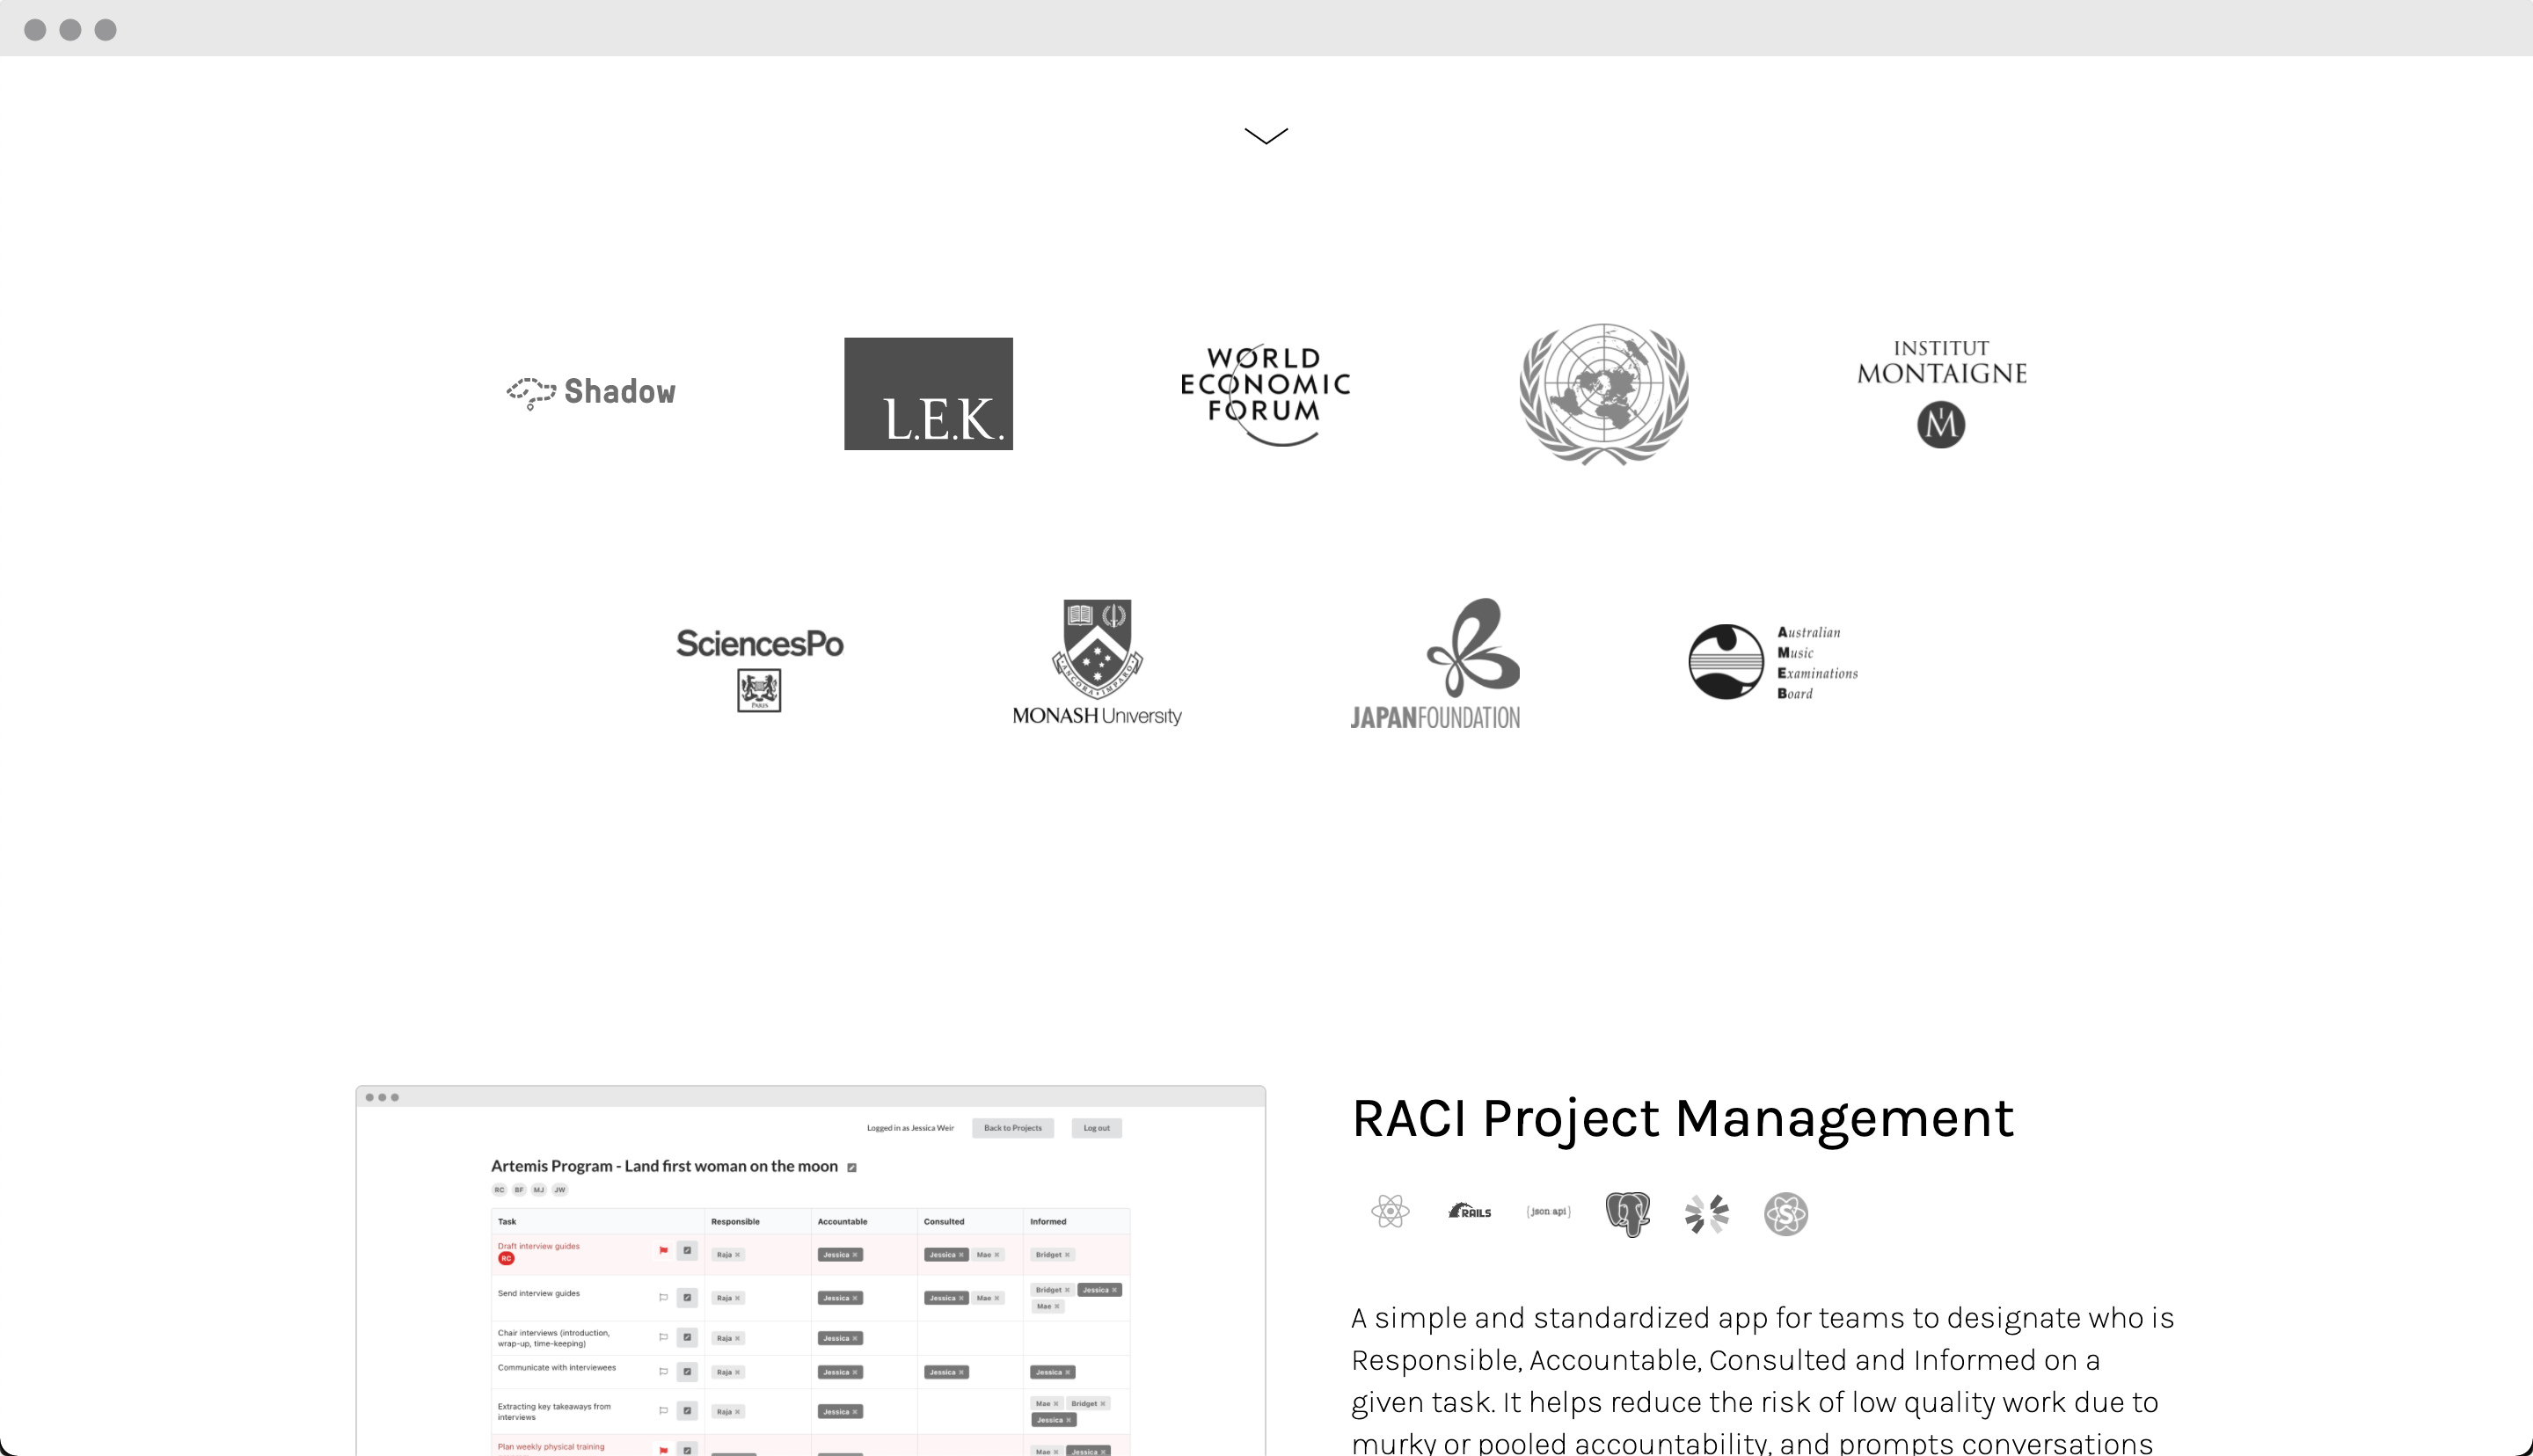 Shadow
L.E.K.
WORLD
ECONOMIC
FORUM
INSTITUT
MONTAIGNE
IM
SciencesPo
PARIS
ANCORA IMPARO
MONASH University
JAPANFOUNDATION
Australian
Music
Examinations
Board
Logged in as Jessica Weir Back to Projects Log out
Artemis Program - Land first woman on the moon
RC BF MJ JW
Task Responsible Accountable Consulted Informed
Draft interview guides
RC
Raja × Jessica × Jessica × Mae × Bridget ×
Send interview guides Raja × Jessica × Jessica × Mae × Bridget × Jessica ×
Mae ×
Chair interviews (introduction,
wrap-up, time-keeping) Raja × Jessica ×
Communicate with interviewees Raja × Jessica × Jessica × Jessica ×
Extracting key takeaways from
interviews Raja × Jessica × Mae × Bridget ×
Jessica ×
Plan weekly physical training Mae × Jessica ×
RACI Project Management
RAILS {json:api} S
A simple and standardized app for teams to designate who is
Responsible, Accountable, Consulted and Informed on a
given task. It helps reduce the risk of low quality work due to
murky or pooled accountability, and prompts conversations